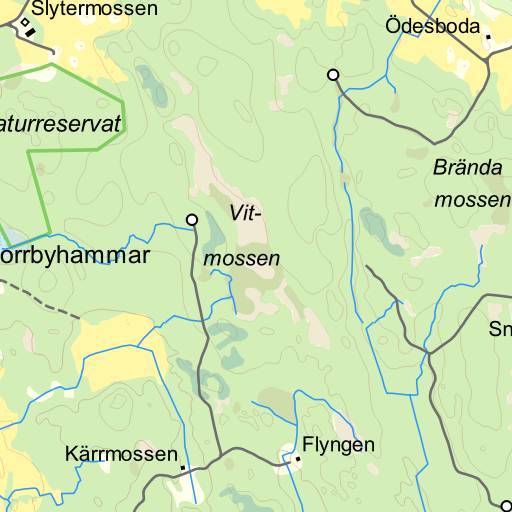 Slytermossen
Ödesboda
aturreservat
Brända
mossen
Vit-
mossen
orrbyhammar
Sn
Kärrmossen
Flyngen